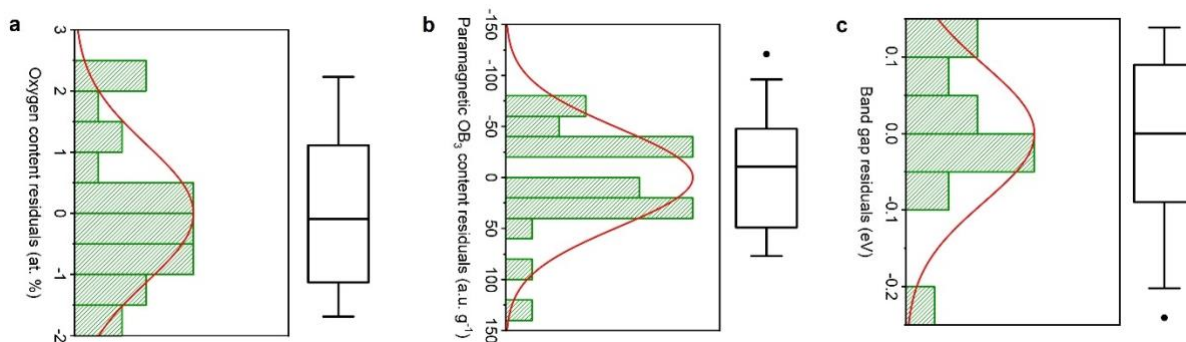 a
3
2
1
0
-1
-2
Oxygen content residuals (at. %)
b
-150
-100
-50
0
50
100
150
Paramagnetic OB₃ content residuals (a.u. g⁻¹)
c
0.1
0.0
-0.1
-0.2
Band gap residuals (eV)